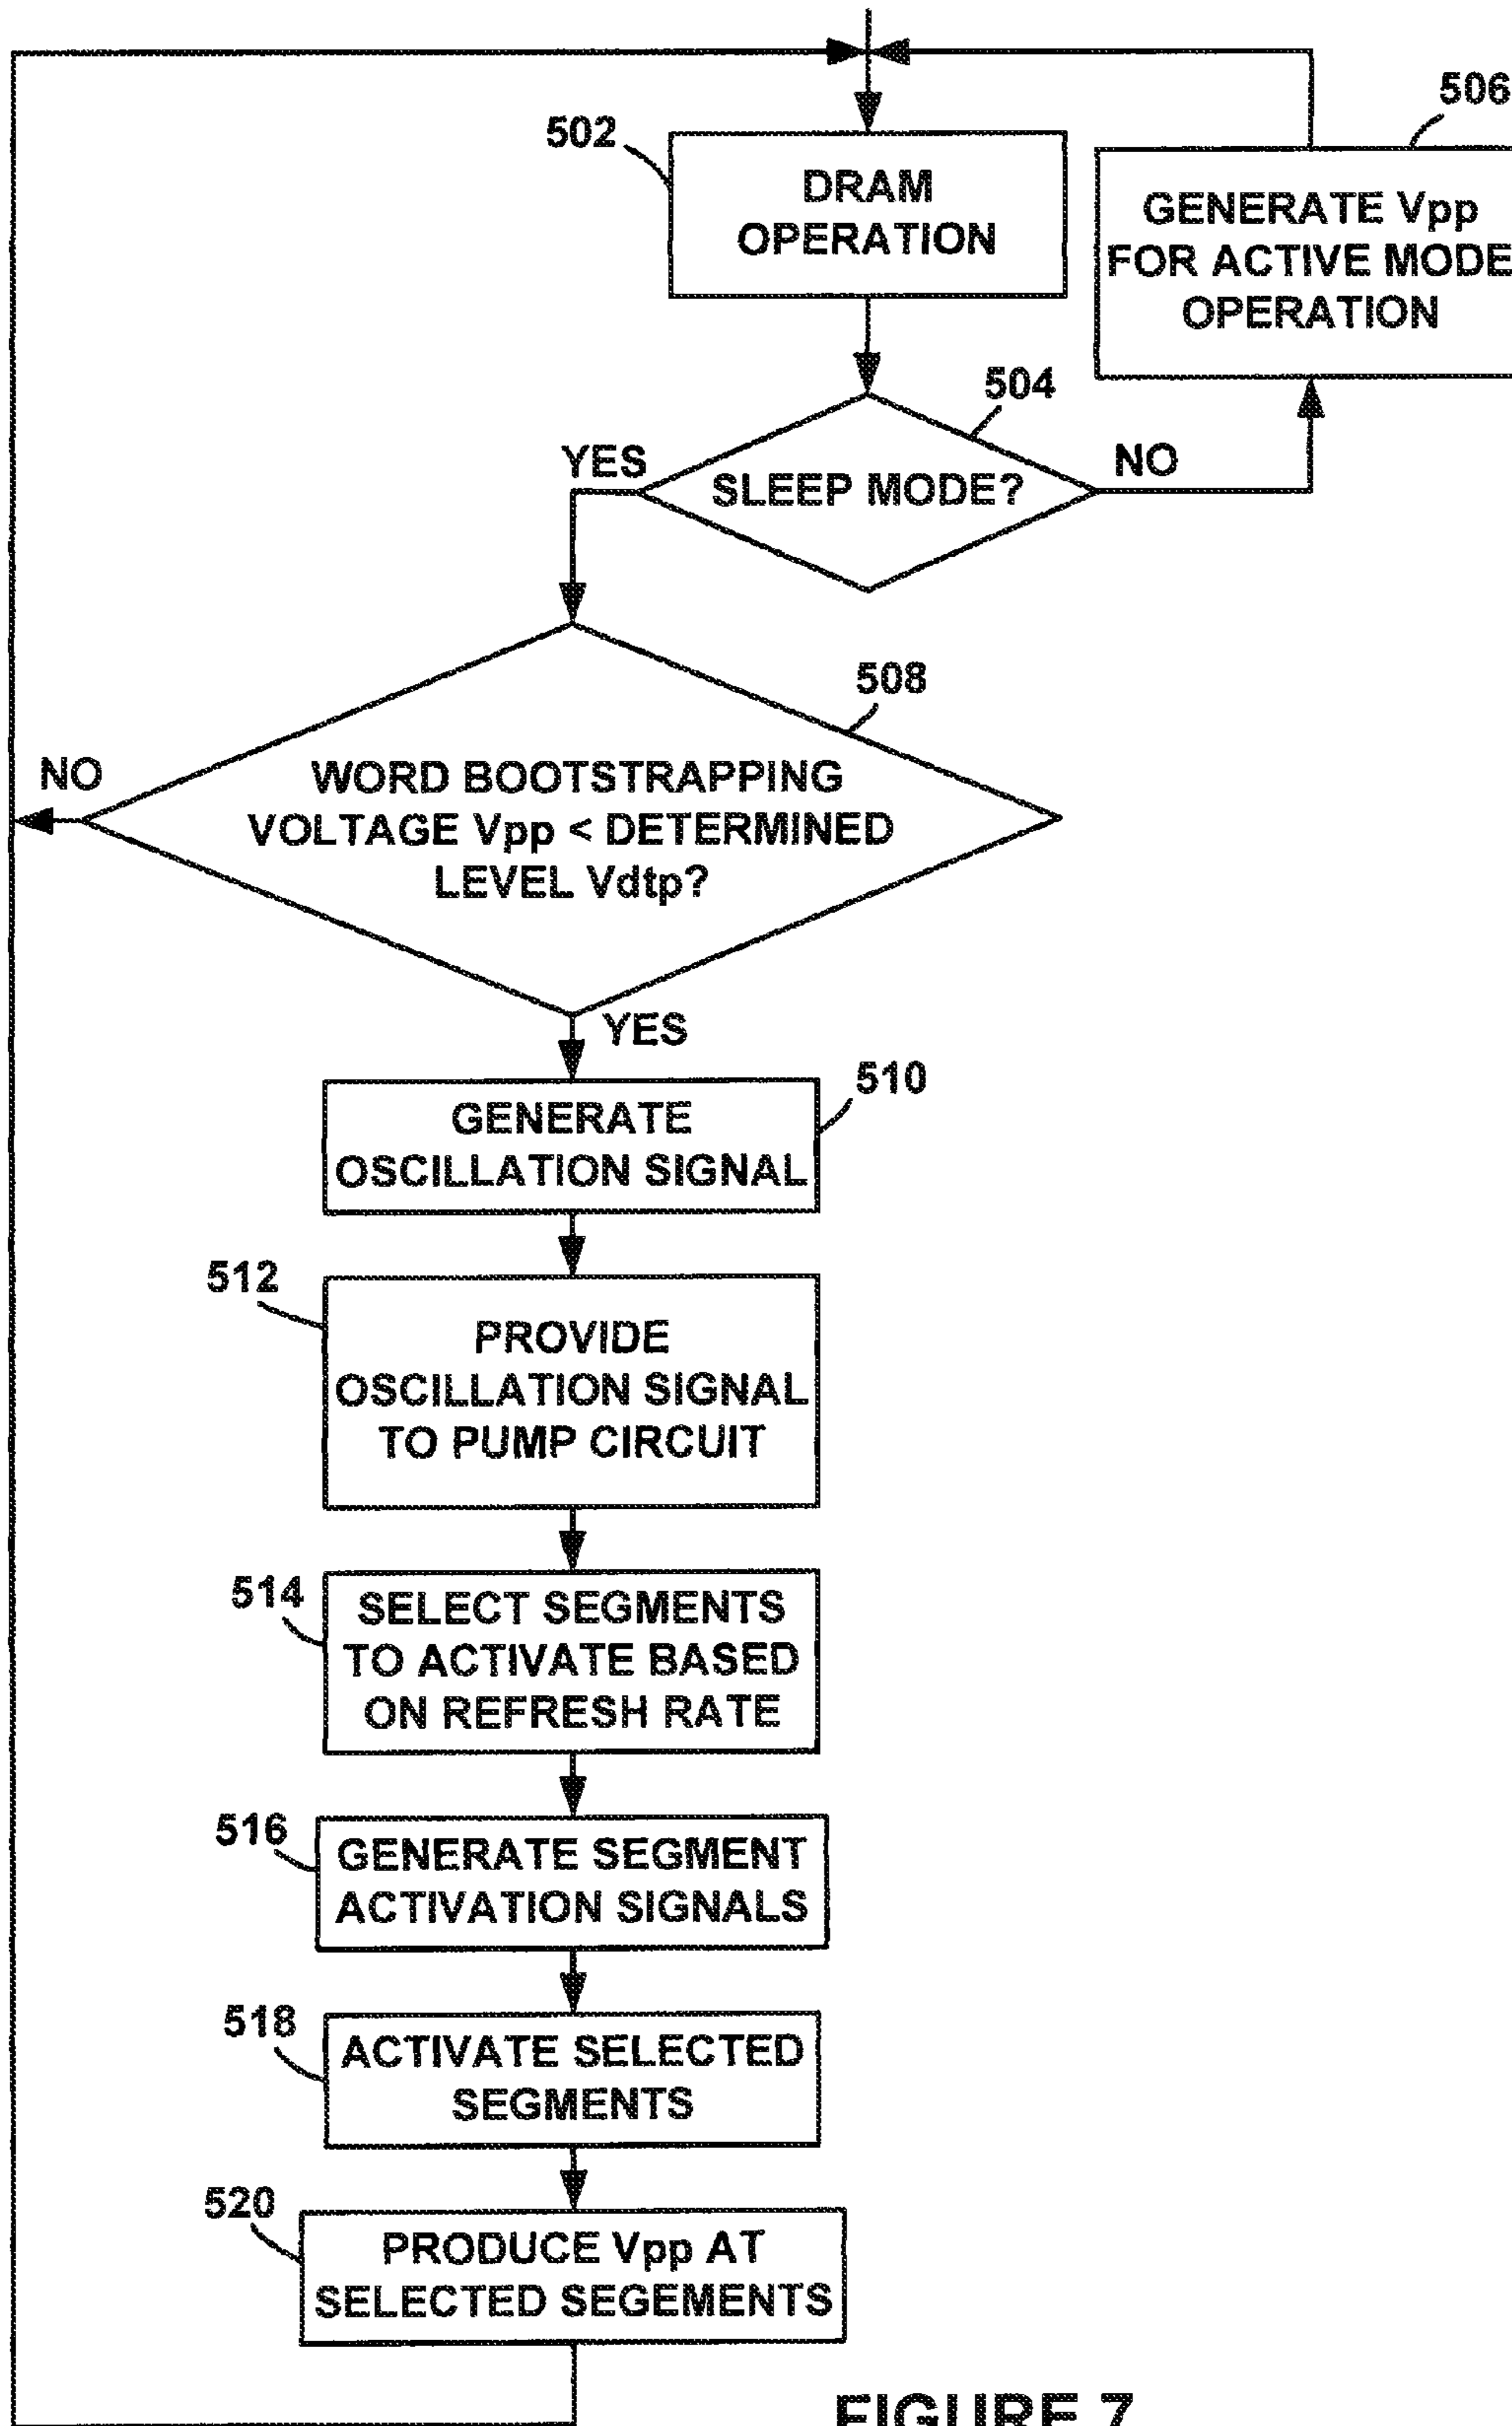 506
502
DRAM
OPERATION
GENERATE Vpp
FOR ACTIVE MODE
OPERATION
504
YES
SLEEP MODE?
NO
508
NO
WORD BOOTSTRAPPING
VOLTAGE Vpp < DETERMINED
LEVEL Vdtp?
YES
510
GENERATE
OSCILLATION SIGNAL
512
PROVIDE
OSCILLATION SIGNAL
TO PUMP CIRCUIT
514
SELECT SEGMENTS
TO ACTIVATE BASED
ON REFRESH RATE
516
GENERATE SEGMENT
ACTIVATION SIGNALS
518
ACTIVATE SELECTED
SEGMENTS
520
PRODUCE Vpp AT
SELECTED SEGEMENTS
FIGURE 7